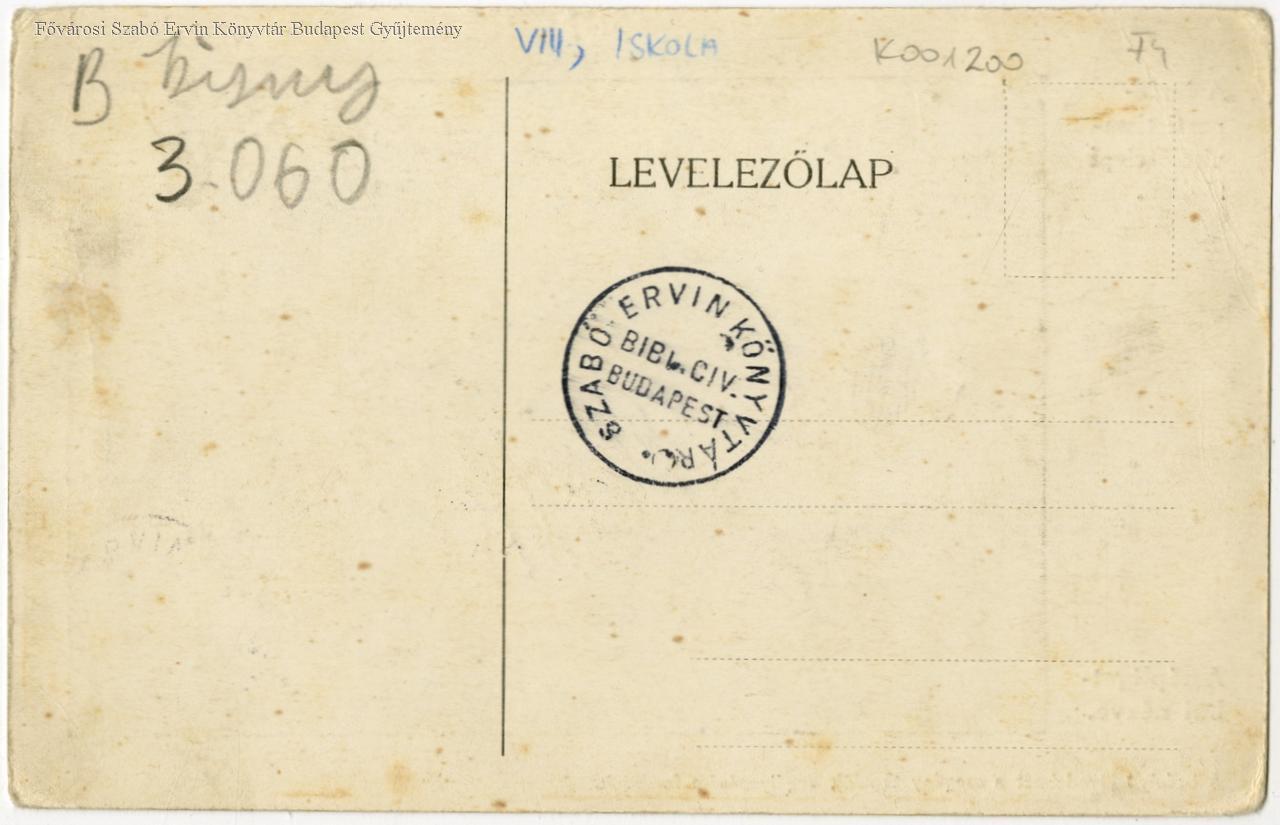 Fővárosi Szabó Ervin Könyvtár Budapest Gyűjtemény
B
3.060
VIII, ISKOLA
K001200
LEVELEZŐLAP
SZABÓ ERVIN KÖNYVTÁR
BIBL. CIV.
BUDAPEST